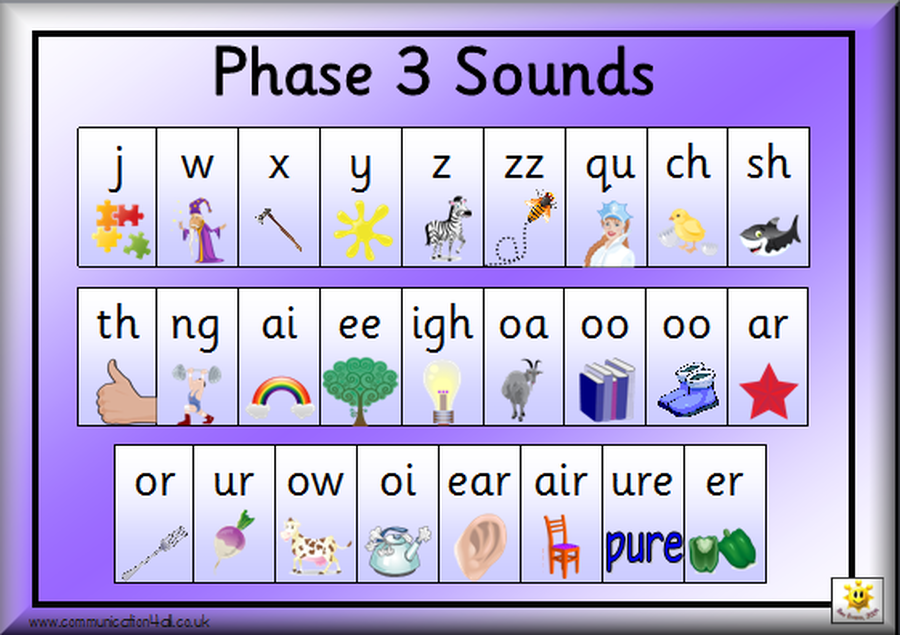 Phase 3 Sounds
j w x y z zz qu ch sh
th ng ai ee igh oa oo oo ar
or ur ow oi ear air ure er
pure
www.communication4all.co.uk